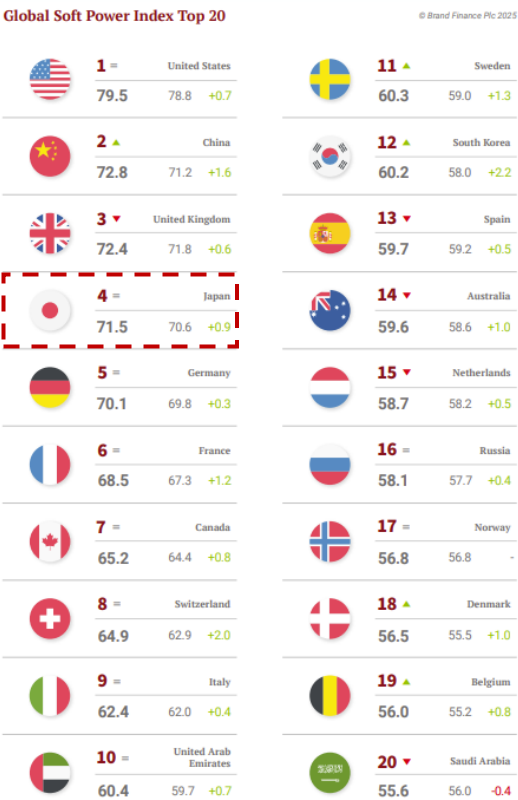 Global Soft Power Index Top 20
© Brand Finance Plc 2025
1 = United States
79.5 78.8 +0.7
2 ▲ China
72.8 71.2 +1.6
3 ▼ United Kingdom
72.4 71.8 +0.6
4 = Japan
71.5 70.6 +0.9
5 = Germany
70.1 69.8 +0.3
6 = France
68.5 67.3 +1.2
7 = Canada
65.2 64.4 +0.8
8 = Switzerland
64.9 62.9 +2.0
9 = Italy
62.4 62.0 +0.4
10 = United Arab
Emirates
60.4 59.7 +0.7
11 ▲ Sweden
60.3 59.0 +1.3
12 ▲ South Korea
60.2 58.0 +2.2
13 ▼ Spain
59.7 59.2 +0.5
14 ▼ Australia
59.6 58.6 +1.0
15 ▼ Netherlands
58.7 58.2 +0.5
16 = Russia
58.1 57.7 +0.4
17 = Norway
56.8 56.8 -
18 ▲ Denmark
56.5 55.5 +1.0
19 ▲ Belgium
56.0 55.2 +0.8
20 ▼ Saudi Arabia
55.6 56.0 -0.4